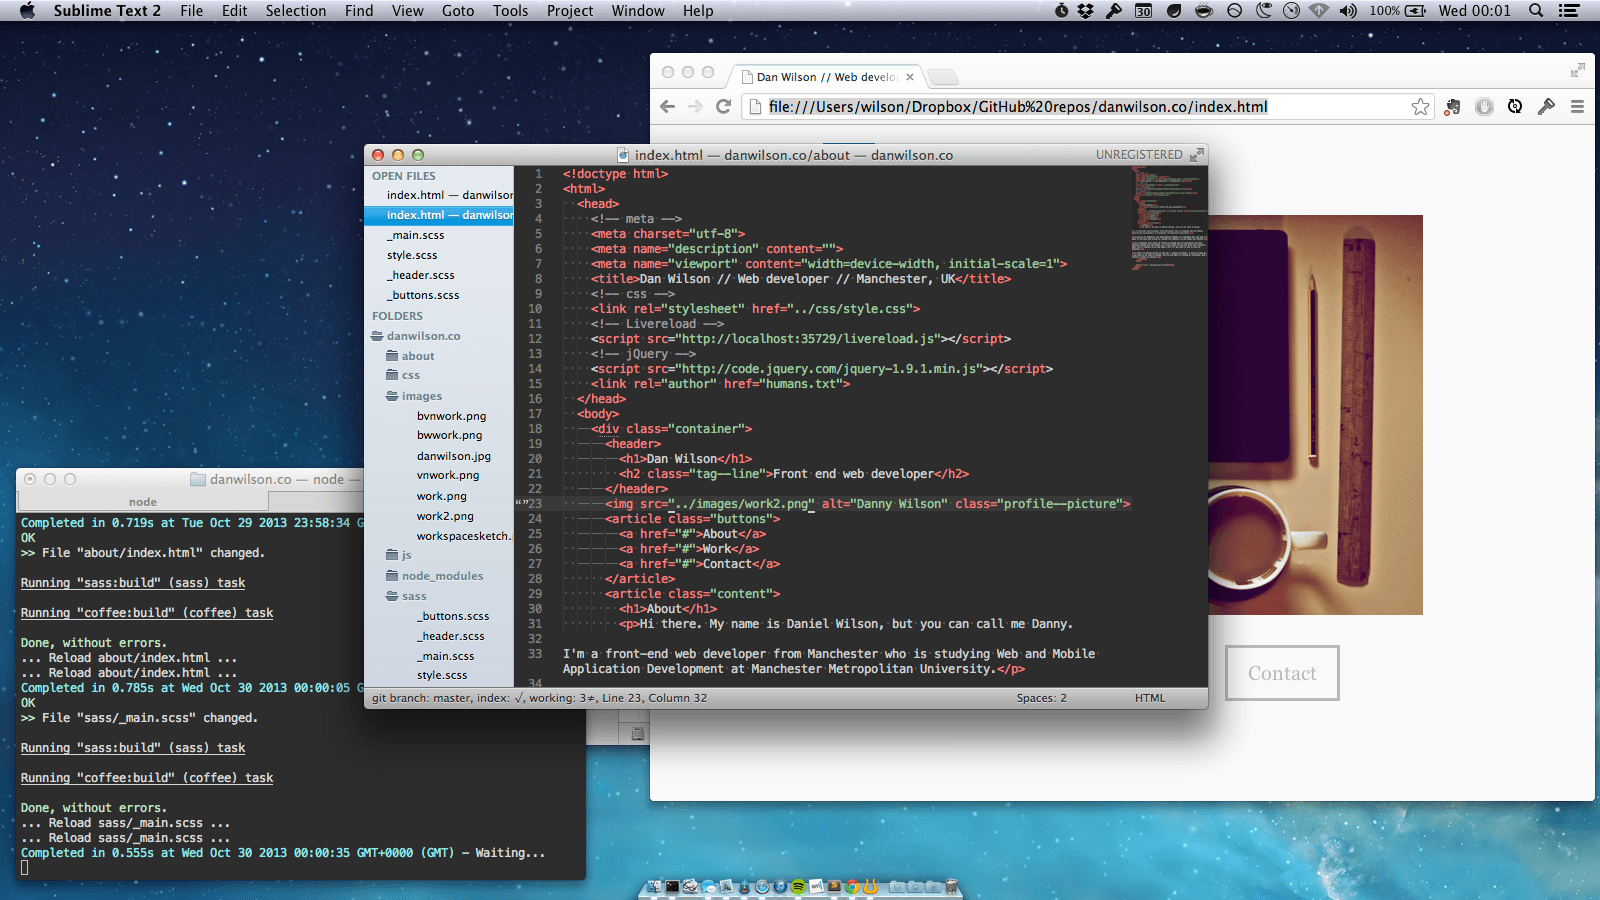 Sublime Text 2 File Edit Selection Find View Goto Tools Project Window Help 30 100% Wed 00:01
Dan Wilson // Web develo
file:///Users/wilson/Dropbox/GitHub%20repos/danwilson.co/index.html
Contact
index.html — danwilson.co/about — danwilson.co UNREGISTERED
OPEN FILES
index.html — danwilson
index.html — danwilson
_main.scss
style.scss
_header.scss
_buttons.scss
FOLDERS
danwilson.co
about
css
images
bvnwork.png
bwwork.png
danwilson.jpg
vnwork.png
work.png
work2.png
workspacesketch.p
js
node_modules
sass
_buttons.scss
_header.scss
_main.scss
style.scss
1 <!doctype html>
2 <html>
3 <head>
4 <!-- meta -->
5 <meta charset="utf-8">
6 <meta name="description" content="">
7 <meta name="viewport" content="width=device-width, initial-scale=1">
8 <title>Dan Wilson // Web developer // Manchester, UK</title>
9 <!-- css -->
10 <link rel="stylesheet" href="../css/style.css">
11 <!-- Livereload -->
12 <script src="http://localhost:35729/livereload.js"></script>
13 <!-- jQuery -->
14 <script src="http://code.jquery.com/jquery-1.9.1.min.js"></script>
15 <link rel="author" href="humans.txt">
16 </head>
17 <body>
18 <div class="container">
19 <header>
20 <h1>Dan Wilson</h1>
21 <h2 class="tag--line">Front end web developer</h2>
22 </header>
23 <img src="../images/work2.png" alt="Danny Wilson" class="profile--picture">
24 <article class="buttons">
25 <a href="#">About</a>
26 <a href="#">Work</a>
27 <a href="#">Contact</a>
28 </article>
29 <article class="content">
30 <h1>About</h1>
31 <p>Hi there. My name is Daniel Wilson, but you can call me Danny.
32
33 I'm a front-end web developer from Manchester who is studying Web and Mobile
Application Development at Manchester Metropolitan University.</p>
34
git branch: master, index: √, working: 3≠, Line 23, Column 32 Spaces: 2 HTML
danwilson.co — node —
node
Completed in 0.719s at Tue Oct 29 2013 23:58:34 G
OK
>> File "about/index.html" changed.
Running "sass:build" (sass) task
Running "coffee:build" (coffee) task
Done, without errors.
... Reload about/index.html ...
... Reload about/index.html ...
Completed in 0.785s at Wed Oct 30 2013 00:00:05 G
OK
>> File "sass/_main.scss" changed.
Running "sass:build" (sass) task
Running "coffee:build" (coffee) task
Done, without errors.
... Reload sass/_main.scss ...
... Reload sass/_main.scss ...
Completed in 0.555s at Wed Oct 30 2013 00:00:35 GMT+0000 (GMT) - Waiting...